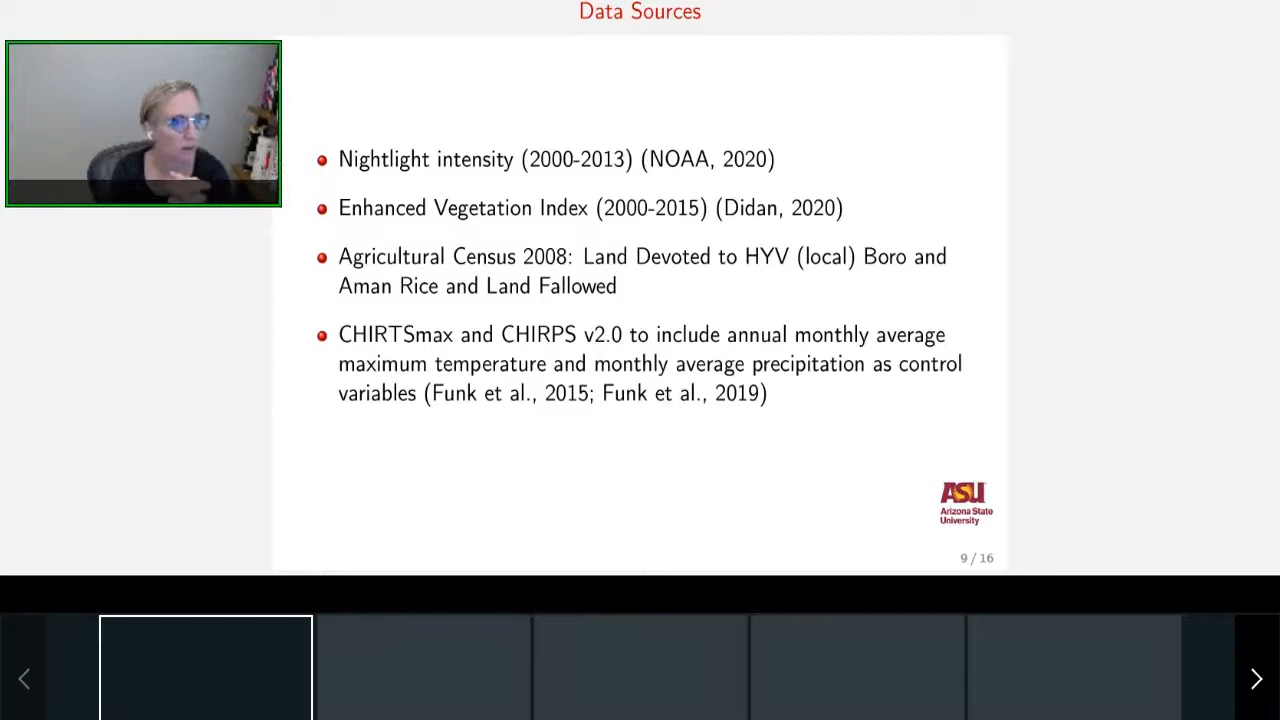 Data Sources
Nightlight intensity (2000-2013) (NOAA, 2020)
Enhanced Vegetation Index (2000-2015) (Didan, 2020)
Agricultural Census 2008: Land Devoted to HYV (local) Boro and
Aman Rice and Land Fallowed
CHIRTSmax and CHIRPS v2.0 to include annual monthly average
maximum temperature and monthly average precipitation as control
variables (Funk et al., 2015; Funk et al., 2019)
ASU
Arizona State
University
9 / 16